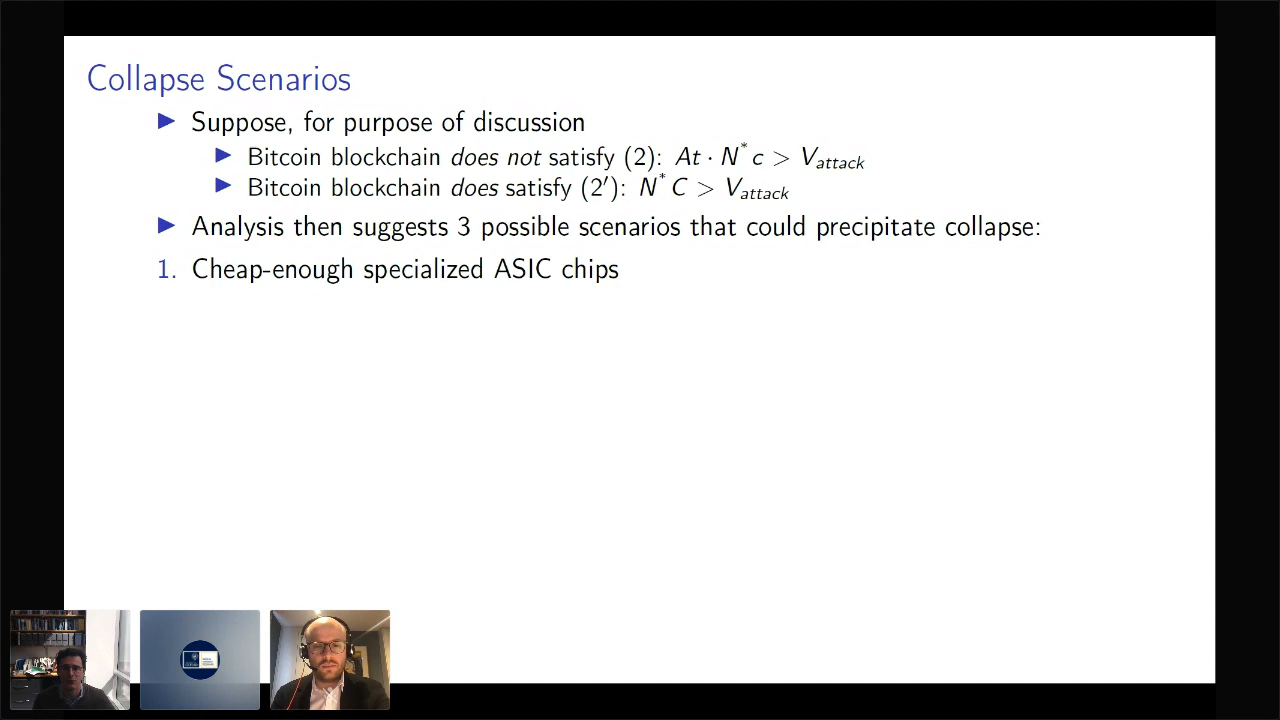 Collapse Scenarios
▶ Suppose, for purpose of discussion
▶ Bitcoin blockchain does not satisfy (2): At · N* c > V_attack
▶ Bitcoin blockchain does satisfy (2′): N* C > V_attack
▶ Analysis then suggests 3 possible scenarios that could precipitate collapse:
1. Cheap-enough specialized ASIC chips